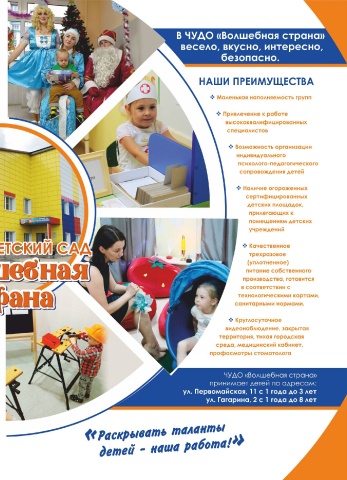 В ЧУДО «Волшебная страна»
весело, вкусно, интересно,
безопасно.
НАШИ ПРЕИМУЩЕСТВА
Маленькая наполняемость групп
Привлечение к работе
высококвалифицированных
специалистов
Возможность организации
индивидуального
психолого-педагогического
сопровождения детей
Наличие огороженных
сертифицированных
детских площадок,
прилегающих к
помещениям детских
учреждений
Качественное
трехразовое
(уплотненное)
питание собственного
производства, готовится
в соответствии с
технологическими картами,
санитарными нормами.
Круглосуточное
видеонаблюдение, закрытая
территория, тихая городская
среда, медицинский кабинет,
профосмотры стоматолога
ЕТСКИЙ САД
шебная
рана
ЧУДО «Волшебная страна»
принимает детей по адресам:
ул. Первомайская, 11 с 1 года до 3 лет
ул. Гагарина, 2 с 1 года до 8 лет
«Раскрывать таланты
детей - наша работа!»